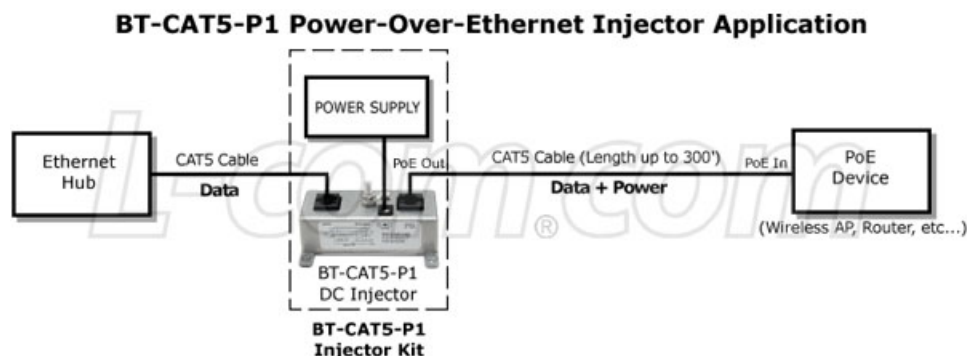 BT-CAT5-P1 Power-Over-Ethernet Injector Application
POWER SUPPLY
Ethernet
Hub
CAT5 Cable
Data
PoE Out
CAT5 Cable (Length up to 300')
Data + Power
PoE In
PoE
Device
(Wireless AP, Router, etc...)
L-com.com
®
BT-CAT5-P1
DC Injector
BT-CAT5-P1
Injector Kit